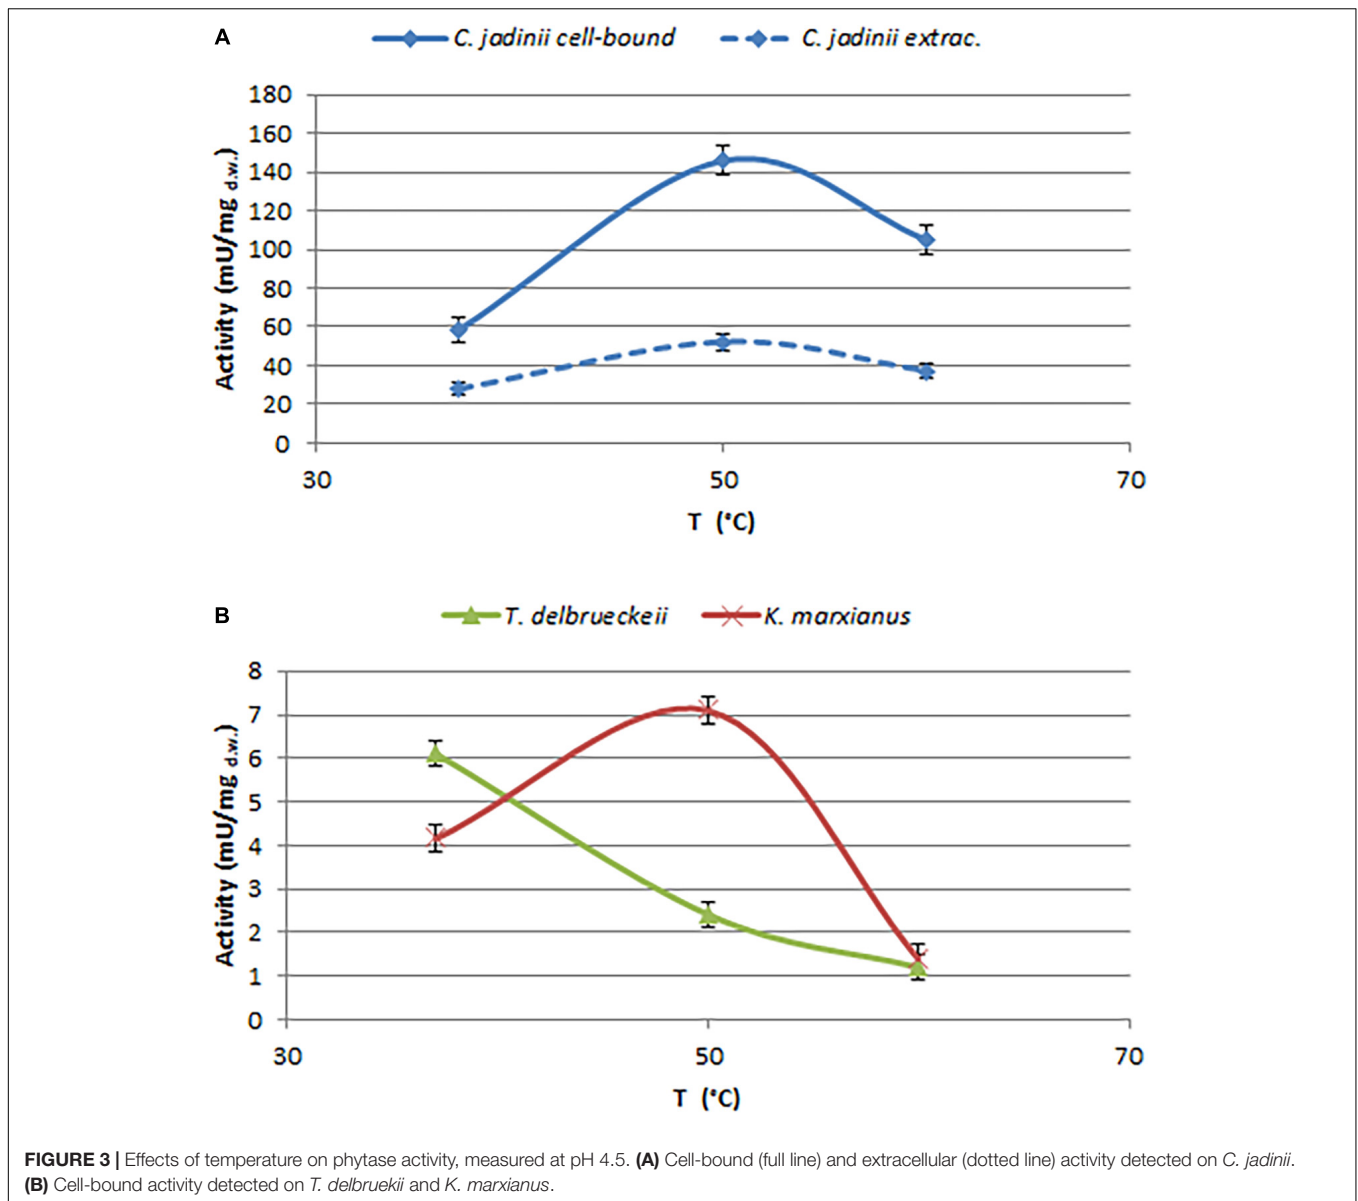 A
C. jadinii cell-bound
C. jadinii extrac.
180
160
140
120
100
80
60
40
20
0
Activity (mU/mg d.w.)
30
50
70
T (°C)
B
T. delbrueckeii
K. marxianus
8
7
6
5
4
3
2
1
0
Activity (mU/mg d.w.)
30
50
70
T (°C)
FIGURE 3 | Effects of temperature on phytase activity, measured at pH 4.5. (A) Cell-bound (full line) and extracellular (dotted line) activity detected on C. jadinii.
(B) Cell-bound activity detected on T. delbruekii and K. marxianus.